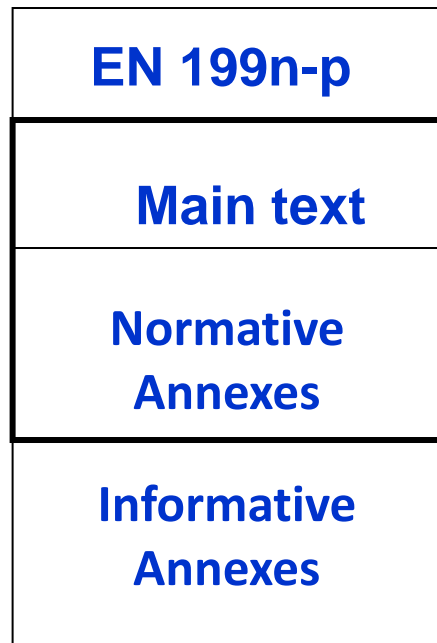 EN 199n-p
Main text
Normative
Annexes
Informative
Annexes